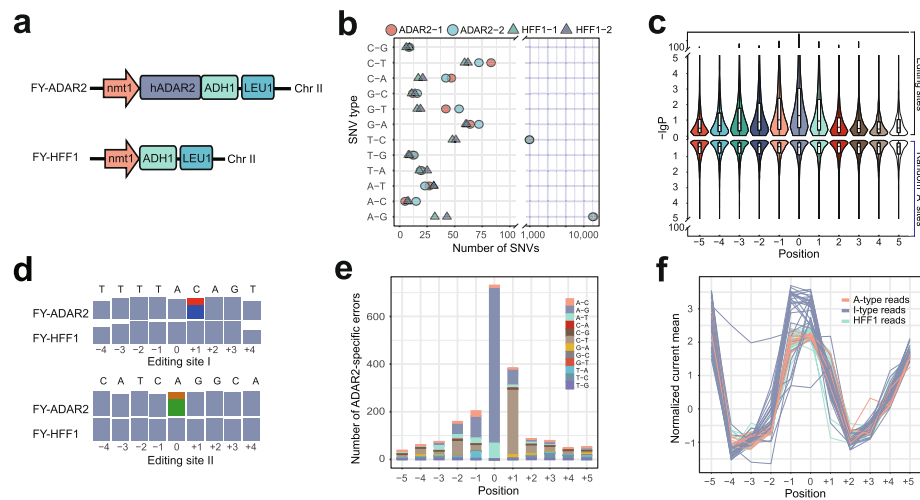 a
FY-ADAR2
nmt1
hADAR2
ADH1
LEU1
Chr II
FY-HFF1
nmt1
ADH1
LEU1
Chr II
b
ADAR2-1
ADAR2-2
HFF1-1
HFF1-2
SNV type
C-G
C-T
C-A
G-C
G-T
G-A
T-C
T-G
T-A
A-T
A-C
A-G
0 25 50 75 100 1,000 10,000
Number of SNVs
c
−lgP
100
5
4
3
2
1
0
1
2
3
4
5
100
−5 −4 −3 −2 −1 0 1 2 3 4 5
Position
d
T T T T A C A G T
FY-ADAR2
FY-HFF1
−4 −3 −2 −1 0 +1 +2 +3 +4
Editing site I
C A T C A G G C A
FY-ADAR2
FY-HFF1
−4 −3 −2 −1 0 +1 +2 +3 +4
Editing site II
e
Number of ADAR2-specific errors
600
400
200
0
A-C
A-G
A-T
C-A
C-G
C-T
G-A
G-C
G-T
T-A
T-C
T-G
−5 −4 −3 −2 −1 0 +1 +2 +3 +4 +5
Position
f
Normalized current mean
3
2
1
0
−1
A-type reads
I-type reads
HFF1 reads
−5 −4 −3 −2 −1 0 +1 +2 +3 +4 +5
Position